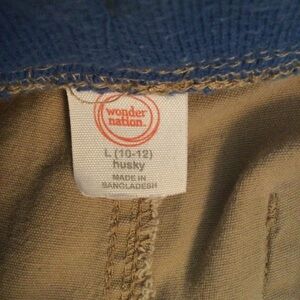 wonder
nation.
L (10-12)
husky
MADE IN
BANGLADESH